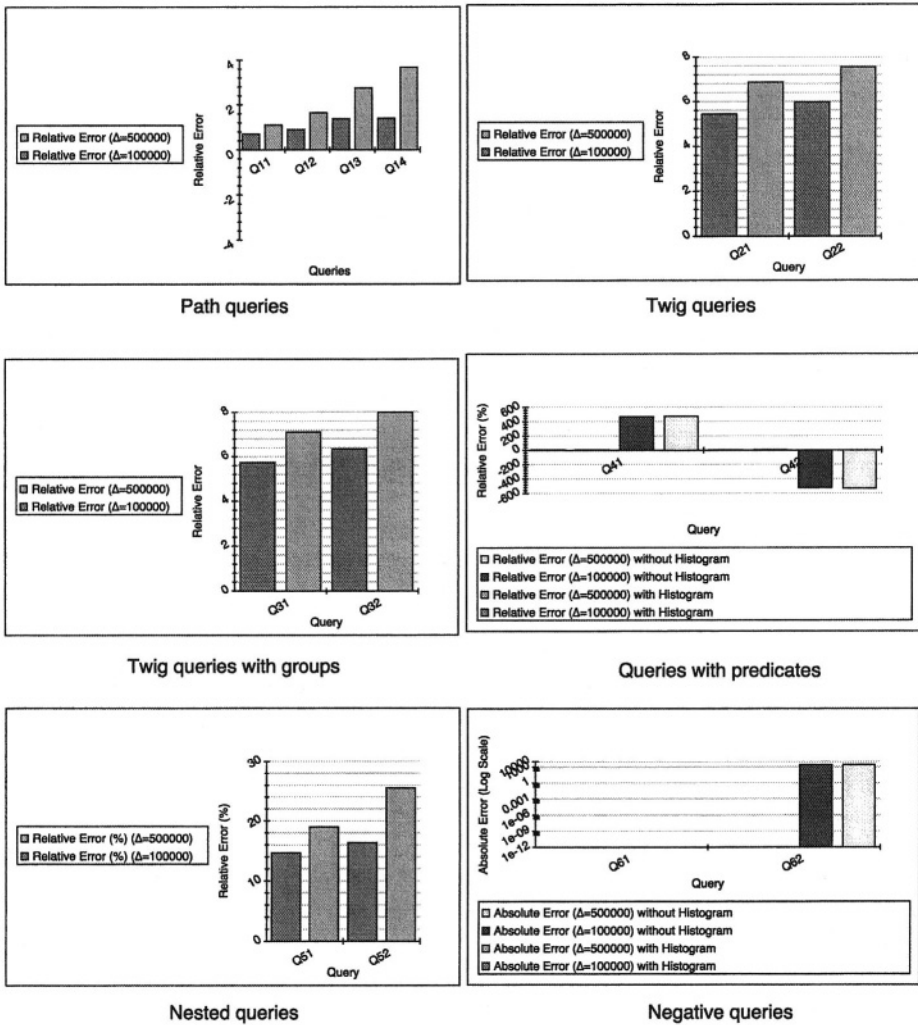 4
2
0
-2
-4
Relative Error
Relative Error (Δ=500000)
Relative Error (Δ=100000)
Q11
Q12
Q13
Q14
Queries
Path queries
8
6
4
2
0
Relative Error
Relative Error (Δ=500000)
Relative Error (Δ=100000)
Q21
Q22
Query
Twig queries
8
6
4
2
0
Relative Error
Relative Error (Δ=500000)
Relative Error (Δ=100000)
Q31
Q32
Query
Twig queries with groups
600
400
200
0
-200
-400
-600
Relative Error (%)
Q41
Q42
Query
Relative Error (Δ=500000) without Histogram
Relative Error (Δ=100000) without Histogram
Relative Error (Δ=500000) with Histogram
Relative Error (Δ=100000) with Histogram
Queries with predicates
30
20
10
0
Relative Error (%)
Relative Error (%) (Δ=500000)
Relative Error (%) (Δ=100000)
Q51
Q52
Query
Nested queries
10000
1000
1
0.001
1e-06
1e-09
1e-12
Absolute Error (Log Scale)
Q61
Q62
Query
Absolute Error (Δ=500000) without Histogram
Absolute Error (Δ=100000) without Histogram
Absolute Error (Δ=500000) with Histogram
Absolute Error (Δ=100000) with Histogram
Negative queries